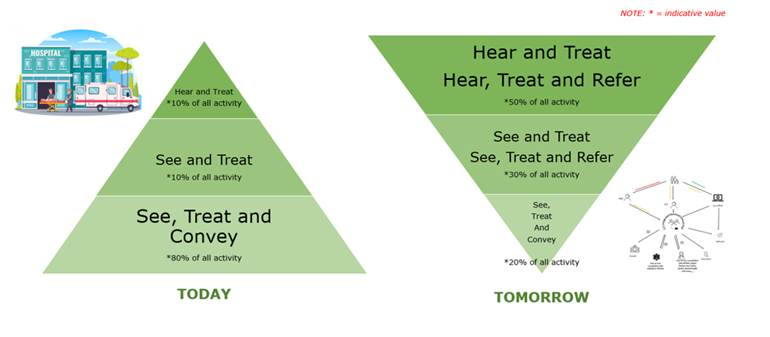 NOTE: * = indicative value
HOSPITAL
Hear and Treat
*10% of all activity
See and Treat
*10% of all activity
See, Treat and
Convey
*80% of all activity
TODAY
Hear and Treat
Hear, Treat and Refer
*50% of all activity
See and Treat
See, Treat and Refer
*30% of all activity
See,
Treat
And
Convey
*20% of all activity
TOMORROW